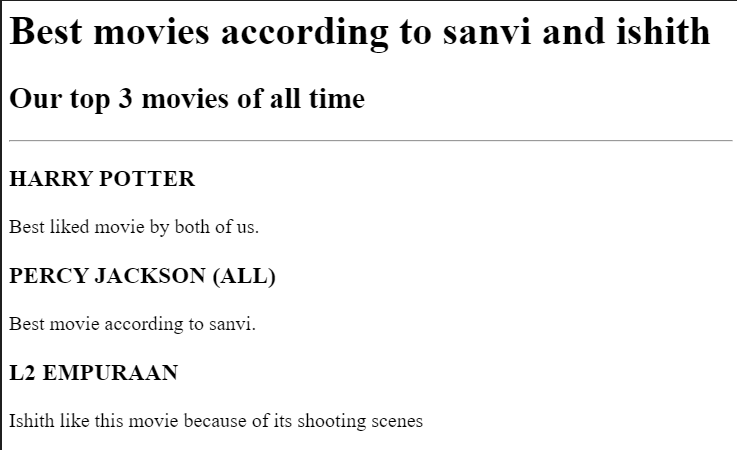 Best movies according to sanvi and ishith
Our top 3 movies of all time
HARRY POTTER
Best liked movie by both of us.
PERCY JACKSON (ALL)
Best movie according to sanvi.
L2 EMPURAAN
Ishith like this movie because of its shooting scenes